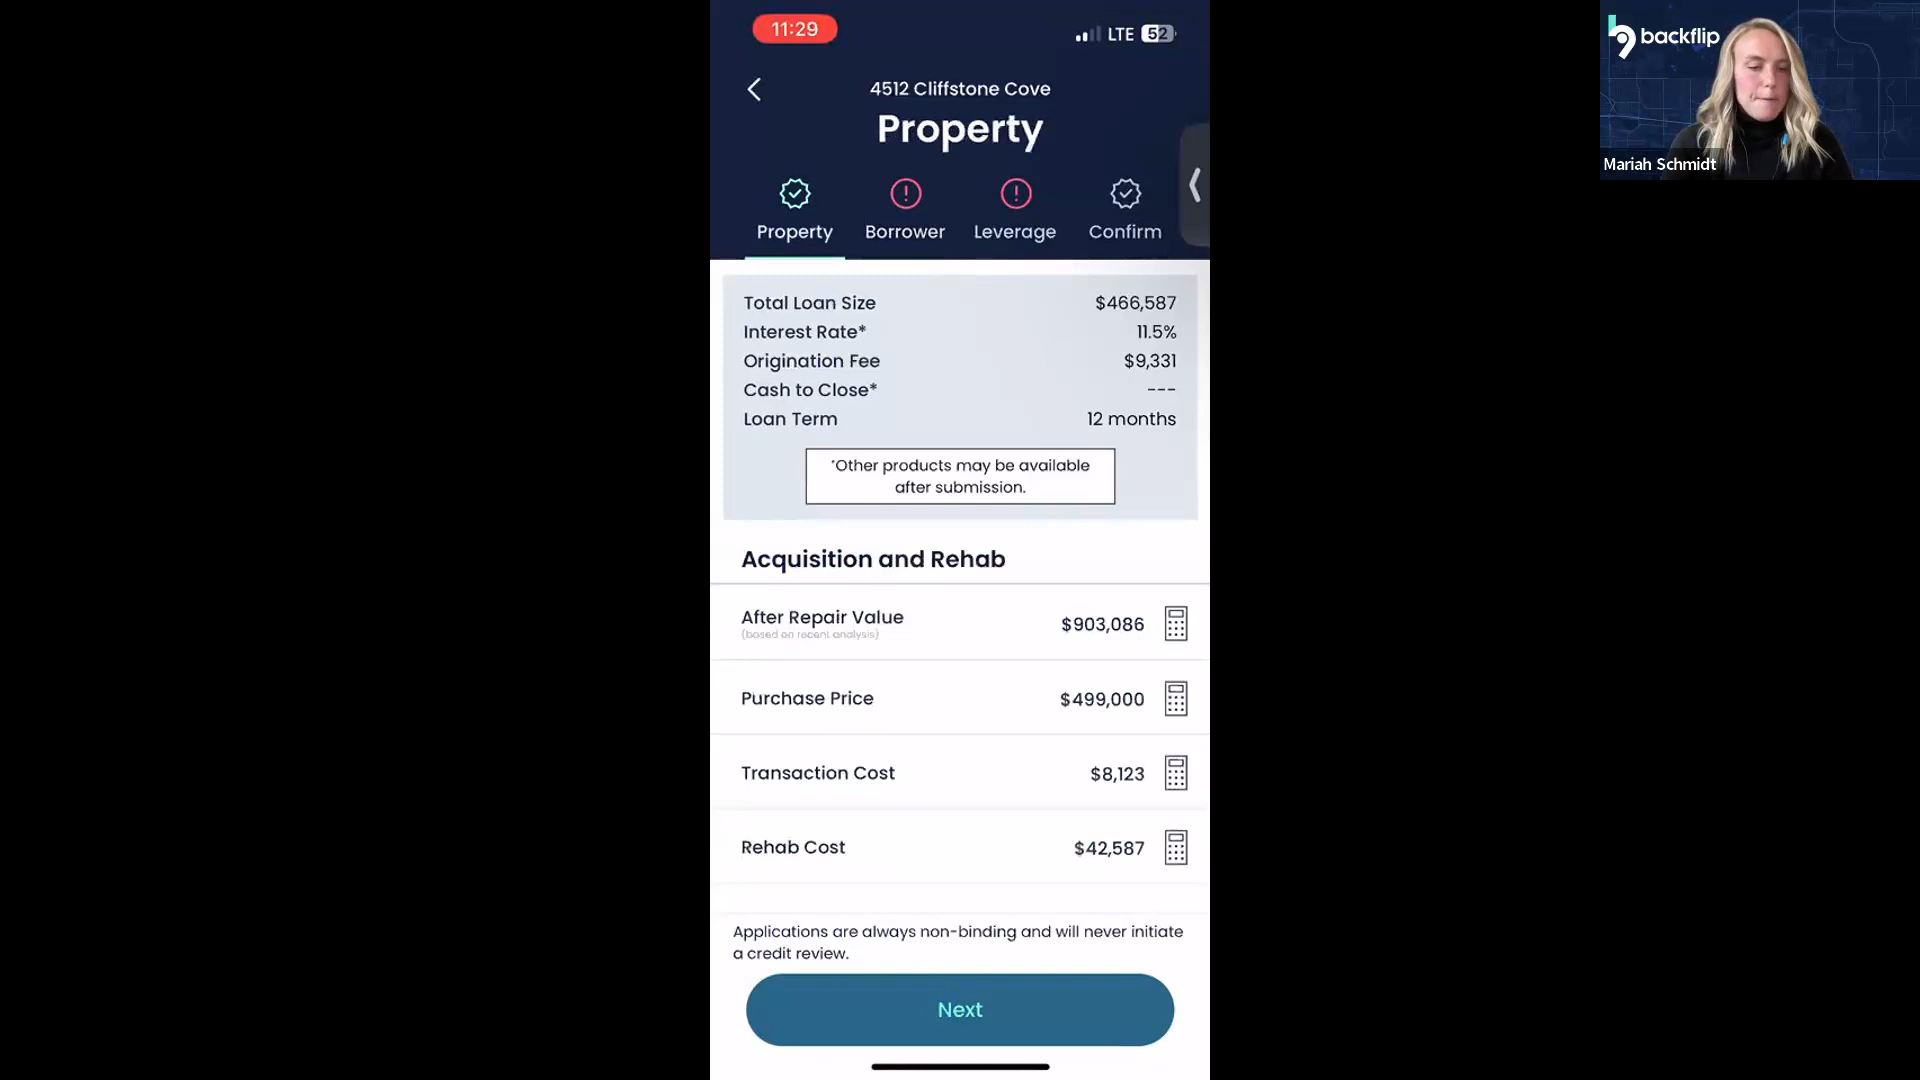 11:29
LTE 52
4512 Cliffstone Cove
Property
Property Borrower Leverage Confirm
Total Loan Size $466,587
Interest Rate* 11.5%
Origination Fee $9,331
Cash to Close* ---
Loan Term 12 months
*Other products may be available
after submission.
Acquisition and Rehab
After Repair Value $903,086
(based on recent analysis)
Purchase Price $499,000
Transaction Cost $8,123
Rehab Cost $42,587
Applications are always non-binding and will never initiate
a credit review.
Next
backflip
Mariah Schmidt